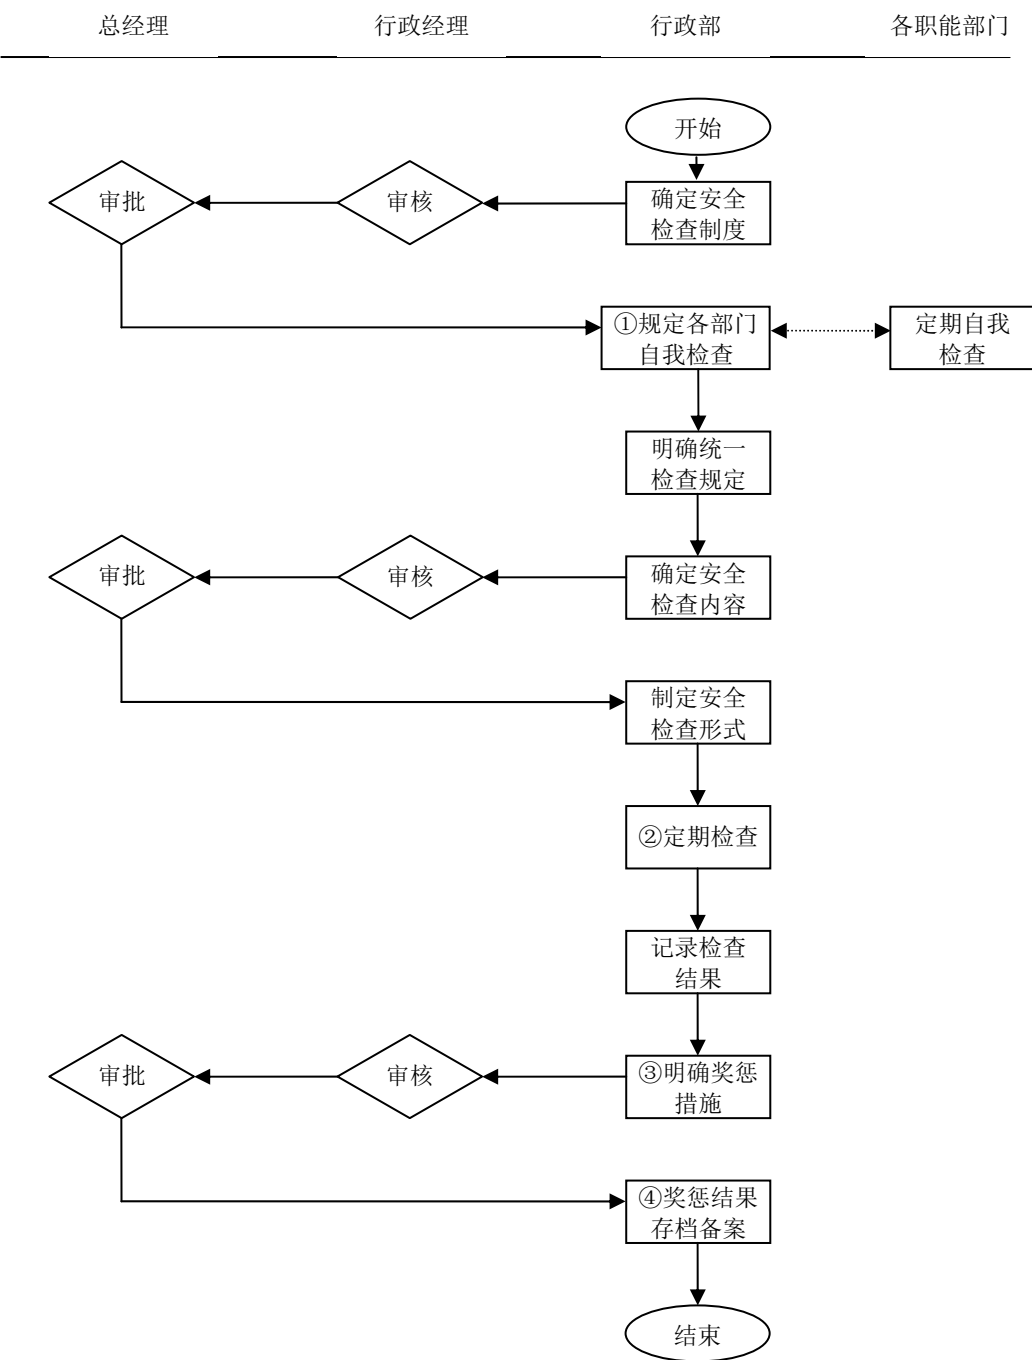 总经理 行政经理 行政部 各职能部门
开始
审批 审核 确定安全
检查制度
①规定各部门 定期自我
自我检查 检查
明确统一
检查规定
审批 审核 确定安全
检查内容
制定安全
检查形式
②定期检查
记录检查
结果
审批 审核 ③明确奖惩
措施
④奖惩结果
存档备案
结束